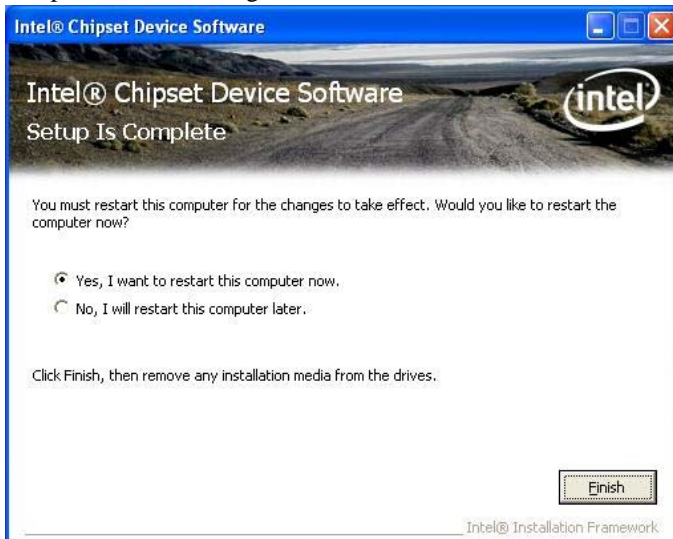 Intel® Chipset Device Software
Intel® Chipset Device Software
Setup Is Complete
intel
You must restart this computer for the changes to take effect. Would you like to restart the
computer now?
Yes, I want to restart this computer now.
No, I will restart this computer later.
Click Finish, then remove any installation media from the drives.
Finish
Intel® Installation Framework